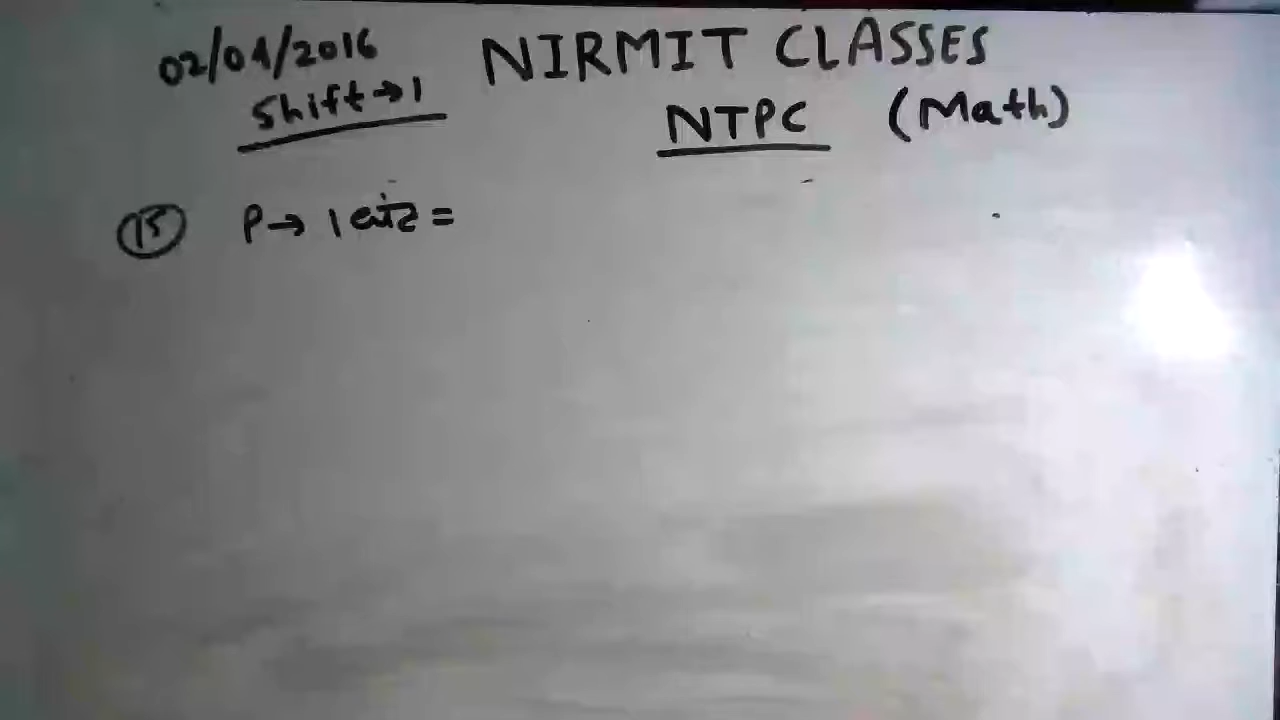 02/04/2016 NIRMIT CLASSES
Shift→1 NTPC (Math)
15 P→ 1 घंटे =